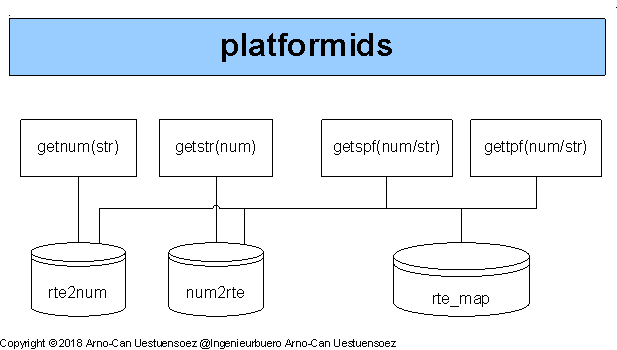 platformids
getnum(str) getstr(num) getspf(num/str) gettpf(num/str)
rte2num num2rte rte_map
Copyright ©2018 Arno-Can Uestuensoez @Ingenieurbuero Arno-Can Uestuensoez